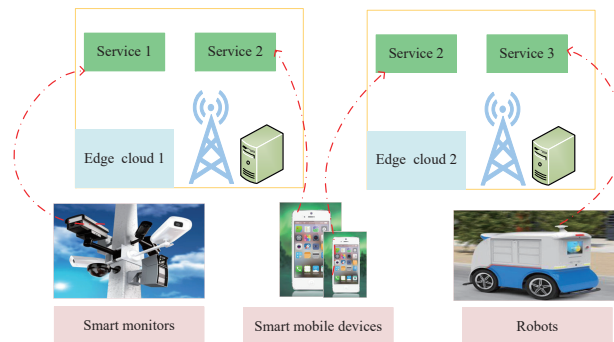 Service 1
Service 2
Service 2
Service 3
Edge cloud 1
Edge cloud 2
Smart monitors
Smart mobile devices
Robots